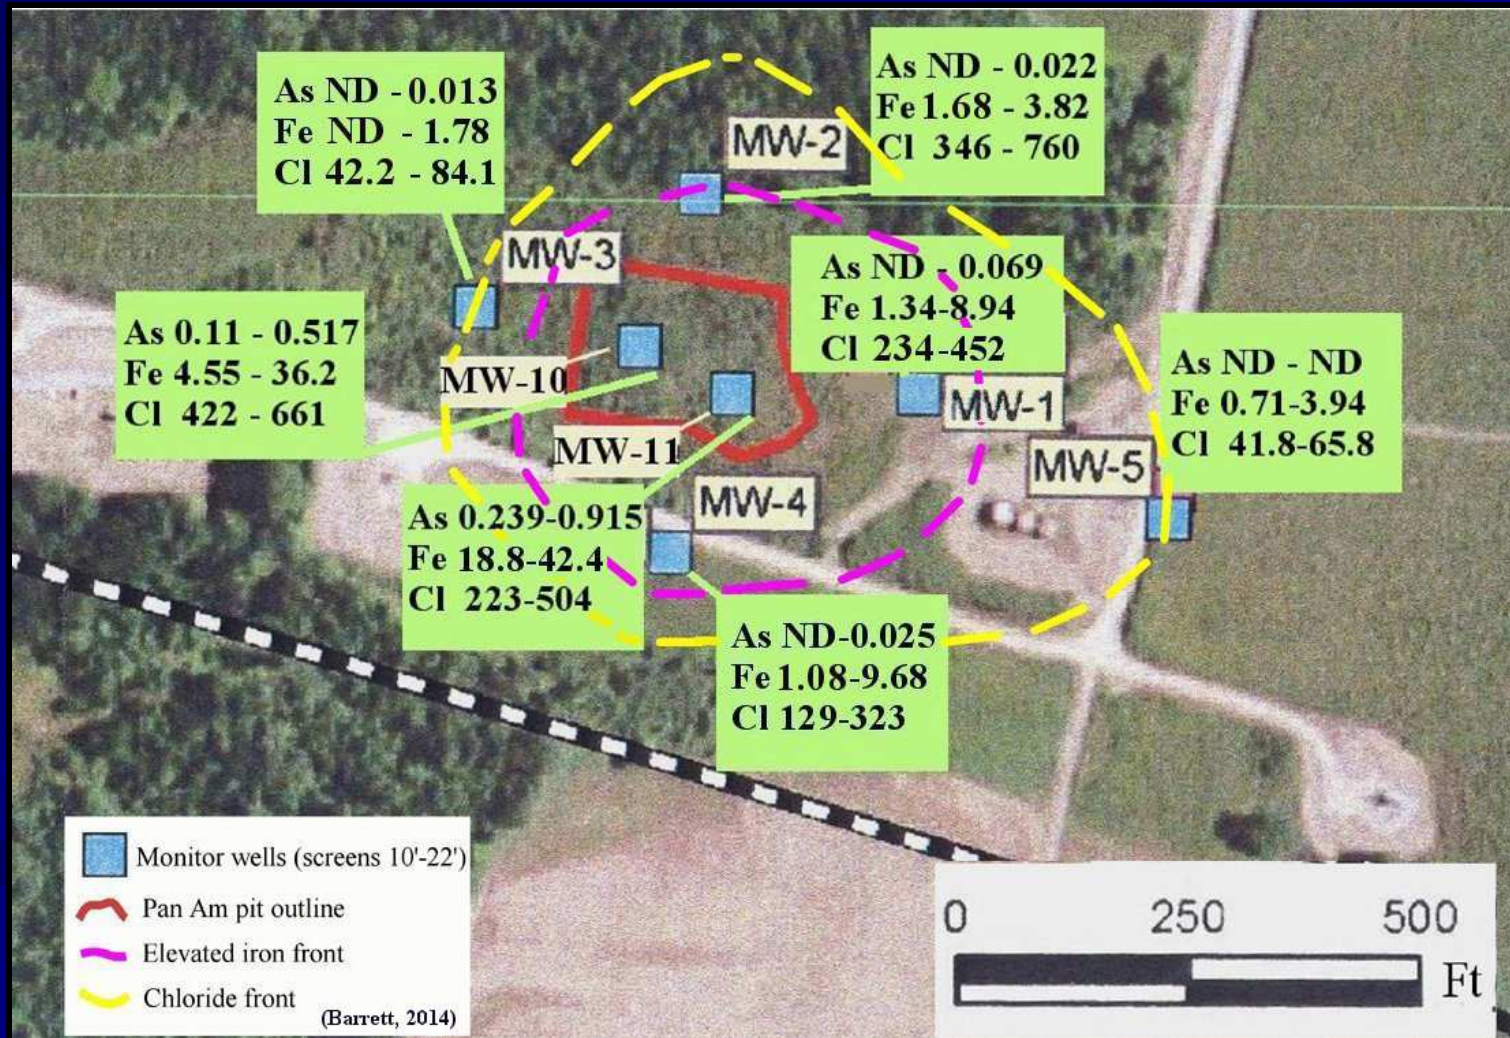 As ND - 0.013
Fe ND - 1.78
Cl 42.2 - 84.1
As ND - 0.022
Fe 1.68 - 3.82
Cl 346 - 760
MW-2
MW-3
As ND - 0.069
Fe 1.34-8.94
Cl 234-452
As 0.11 - 0.517
Fe 4.55 - 36.2
Cl 422 - 661
As ND - ND
Fe 0.71-3.94
Cl 41.8-65.8
MW-10
MW-1
MW-11
MW-5
MW-4
As 0.239-0.915
Fe 18.8-42.4
Cl 223-504
As ND-0.025
Fe 1.08-9.68
Cl 129-323
Monitor wells (screens 10'-22')
Pan Am pit outline
Elevated iron front
Chloride front
(Barrett, 2014)
0 250 500
Ft